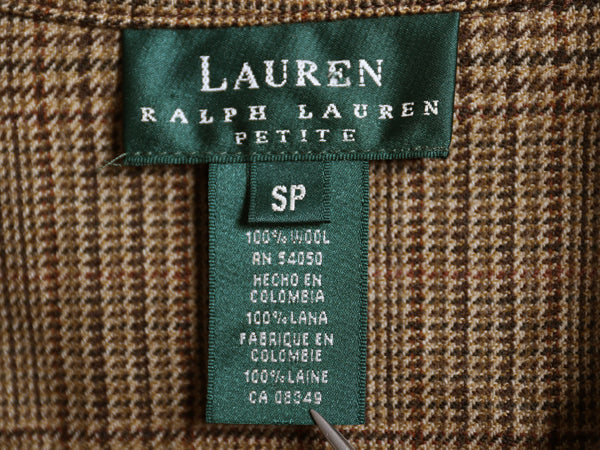 LAUREN
RALPH LAUREN
PETITE
SP
100% WOOL
RN 54050
HECHO EN
COLOMBIA
100% LANA
FABRIQUE EN
COLOMBIE
100% LAINE
CA 08349